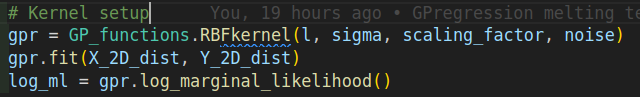 # Kernel setup You, 19 hours ago • GPregression melting te
gpr = GP_functions.RBFkernel(l, sigma, scaling_factor, noise)
gpr.fit(X_2D_dist, Y_2D_dist)
log_ml = gpr.log_marginal_likelihood()